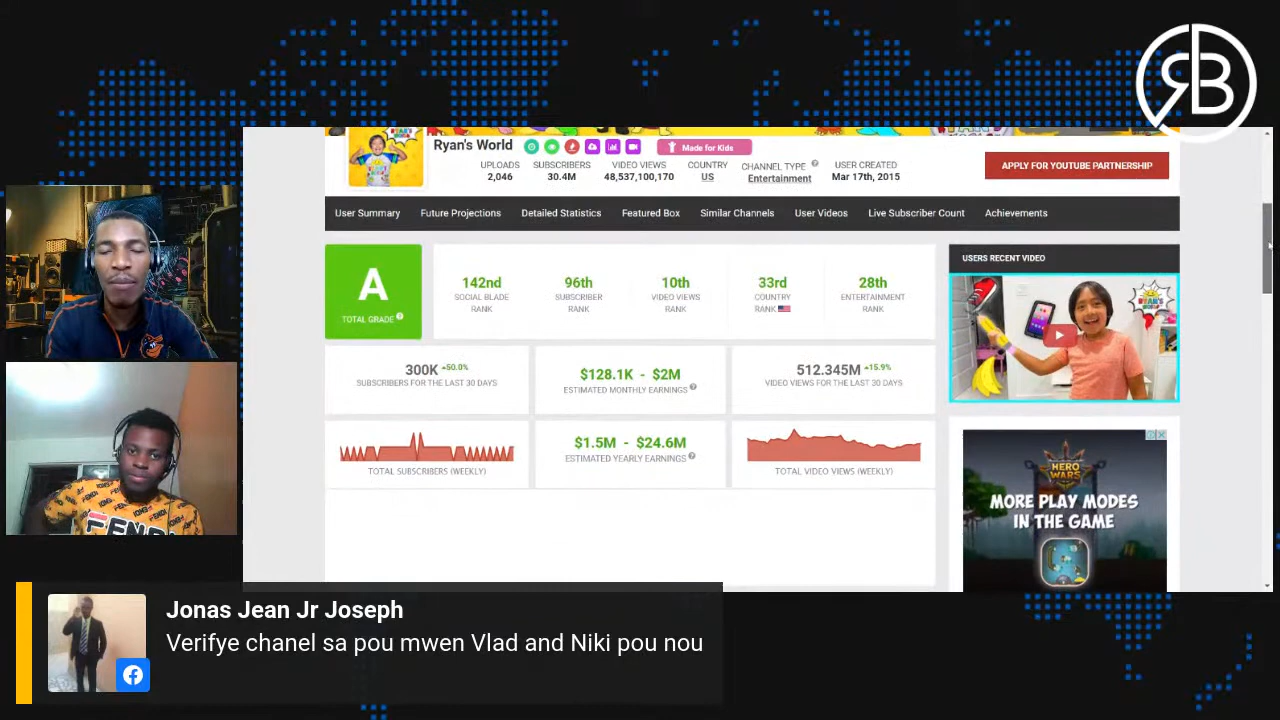 RB
Ryan's World
Made for Kids
UPLOADS
2,046
SUBSCRIBERS
30.4M
VIDEO VIEWS
48,537,100,170
COUNTRY
US
CHANNEL TYPE
Entertainment
USER CREATED
Mar 17th, 2015
APPLY FOR YOUTUBE PARTNERSHIP
User Summary
Future Projections
Detailed Statistics
Featured Box
Similar Channels
User Videos
Live Subscriber Count
Achievements
A
TOTAL GRADE
142nd
SOCIAL BLADE
RANK
96th
SUBSCRIBER
RANK
10th
VIDEO VIEWS
RANK
33rd
COUNTRY
RANK
28th
ENTERTAINMENT
RANK
USERS RECENT VIDEO
300K +50.0%
SUBSCRIBERS FOR THE LAST 30 DAYS
$128.1K - $2M
ESTIMATED MONTHLY EARNINGS
512.345M +15.9%
VIDEO VIEWS FOR THE LAST 30 DAYS
TOTAL SUBSCRIBERS (WEEKLY)
$1.5M - $24.6M
ESTIMATED YEARLY EARNINGS
TOTAL VIDEO VIEWS (WEEKLY)
HERO
WARS
MORE PLAY MODES
IN THE GAME
FENDI
Jonas Jean Jr Joseph
Verifye chanel sa pou mwen Vlad and Niki pou nou